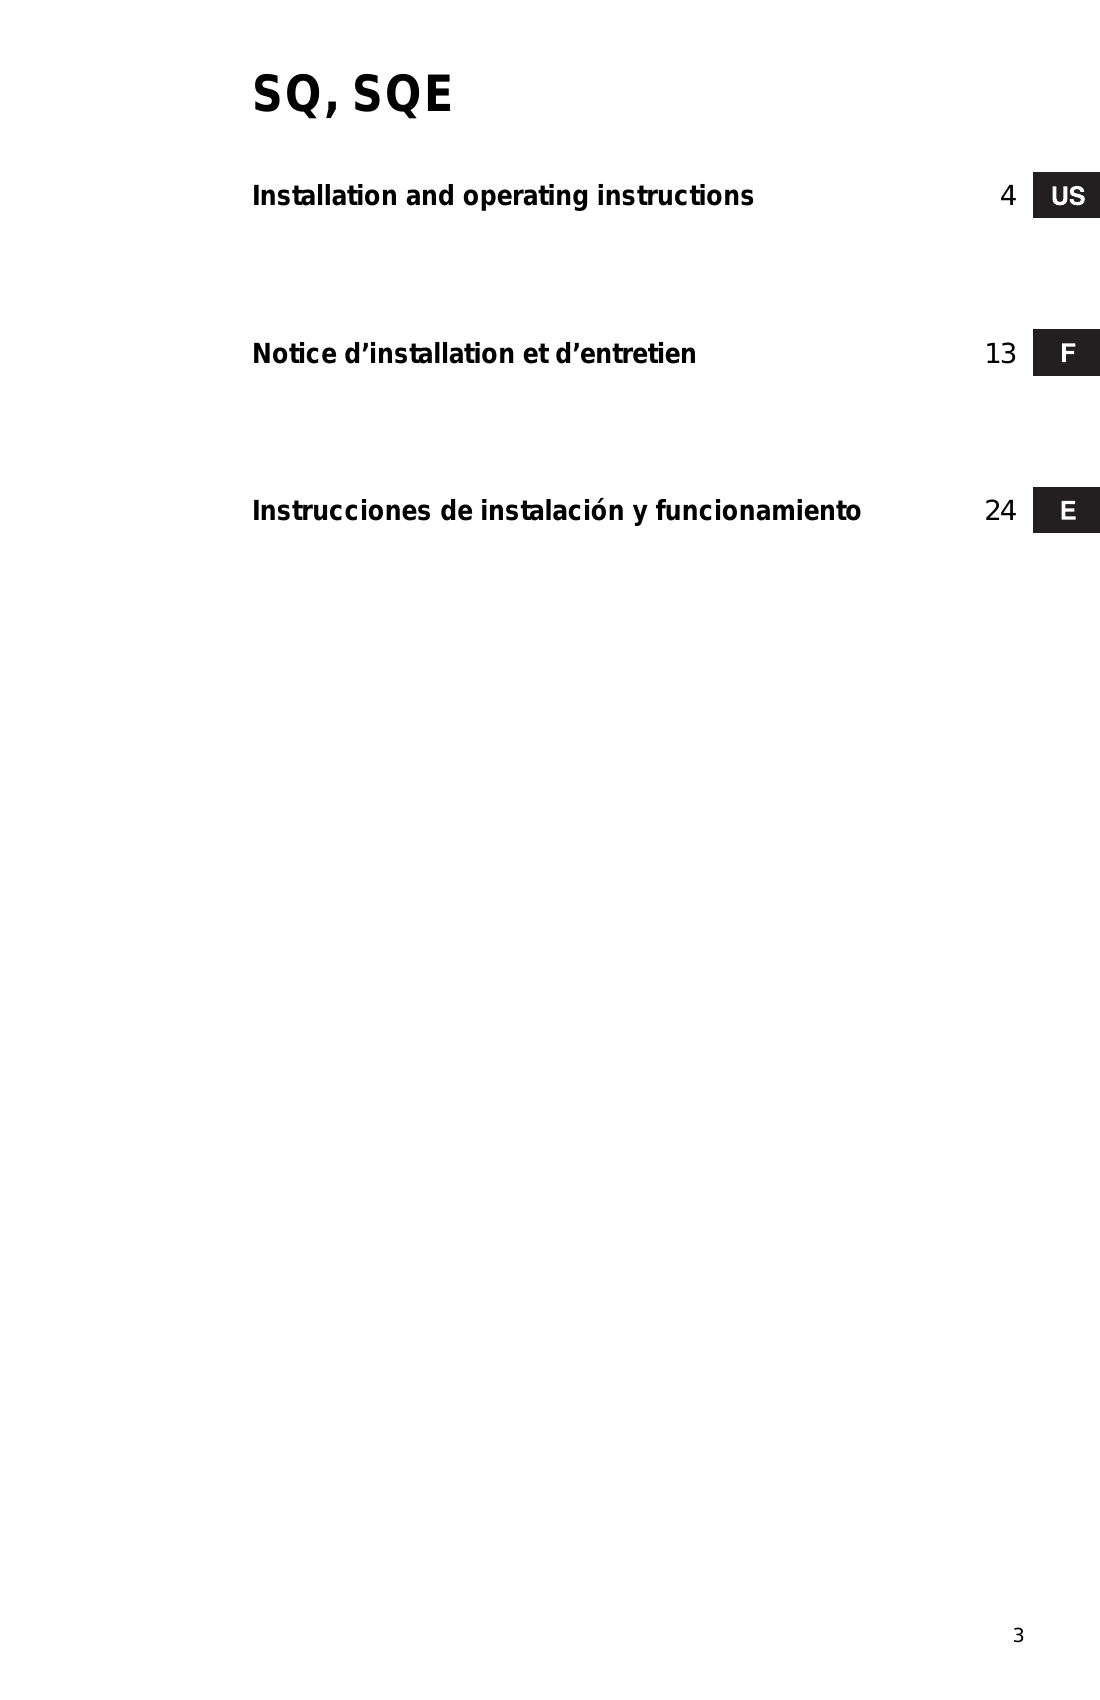 SQ, SQE
Installation and operating instructions 4 US
Notice d’installation et d’entretien 13 F
Instrucciones de instalación y funcionamiento 24 E
3